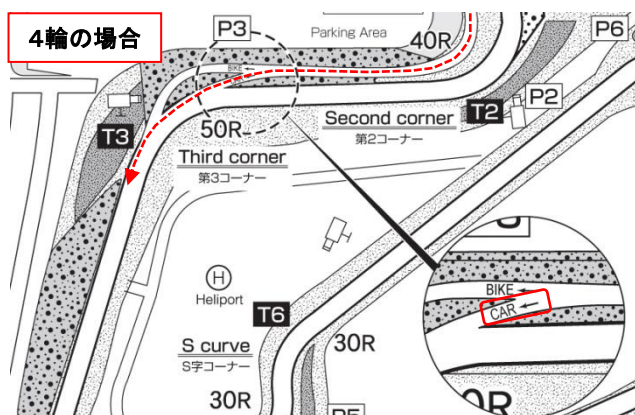 4輪の場合
P3
Parking Area
40R
P6
BIKE
T3
T2
P2
50R
Second corner
第2コーナー
Third corner
第3コーナー
H
Heliport
BIKE
CAR
T6
S curve
S字コーナー
30R
30R